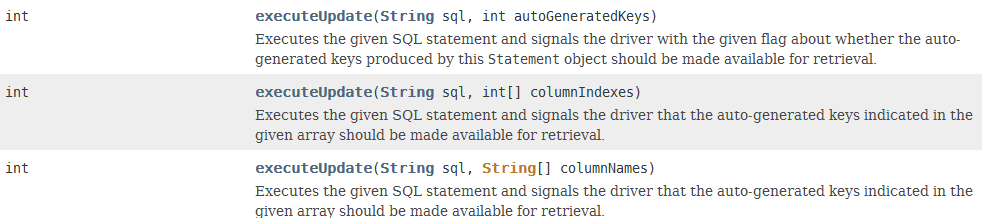 int executeUpdate(String sql, int autoGeneratedKeys)
Executes the given SQL statement and signals the driver with the given flag about whether the auto-
generated keys produced by this Statement object should be made available for retrieval.
int executeUpdate(String sql, int[] columnIndexes)
Executes the given SQL statement and signals the driver that the auto-generated keys indicated in the
given array should be made available for retrieval.
int executeUpdate(String sql, String[] columnNames)
Executes the given SQL statement and signals the driver that the auto-generated keys indicated in the
given array should be made available for retrieval.